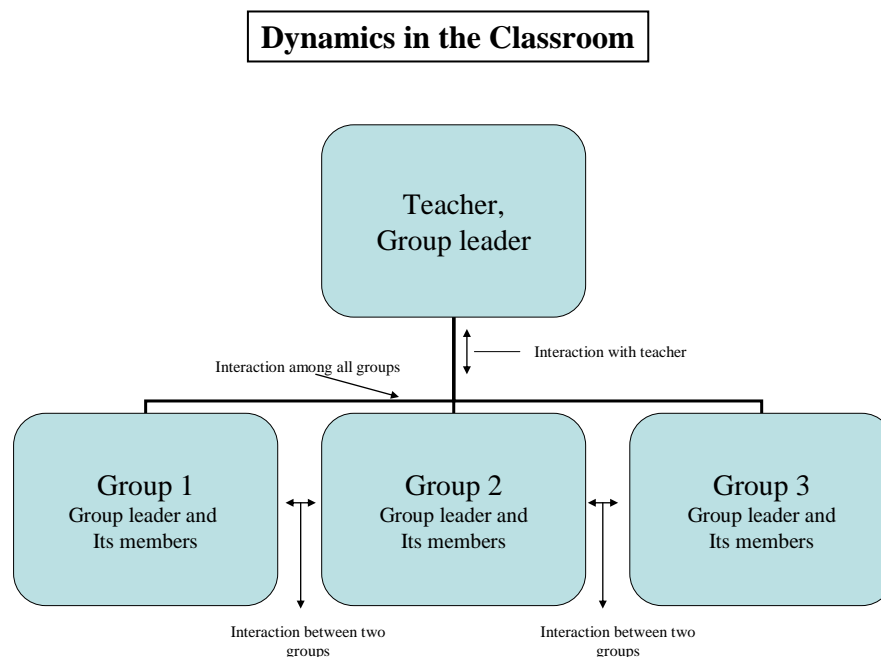 Dynamics in the Classroom
Teacher,
Group leader
Interaction with teacher
Interaction among all groups
Group 1
Group leader and
Its members
Group 2
Group leader and
Its members
Group 3
Group leader and
Its members
Interaction between two
groups
Interaction between two
groups